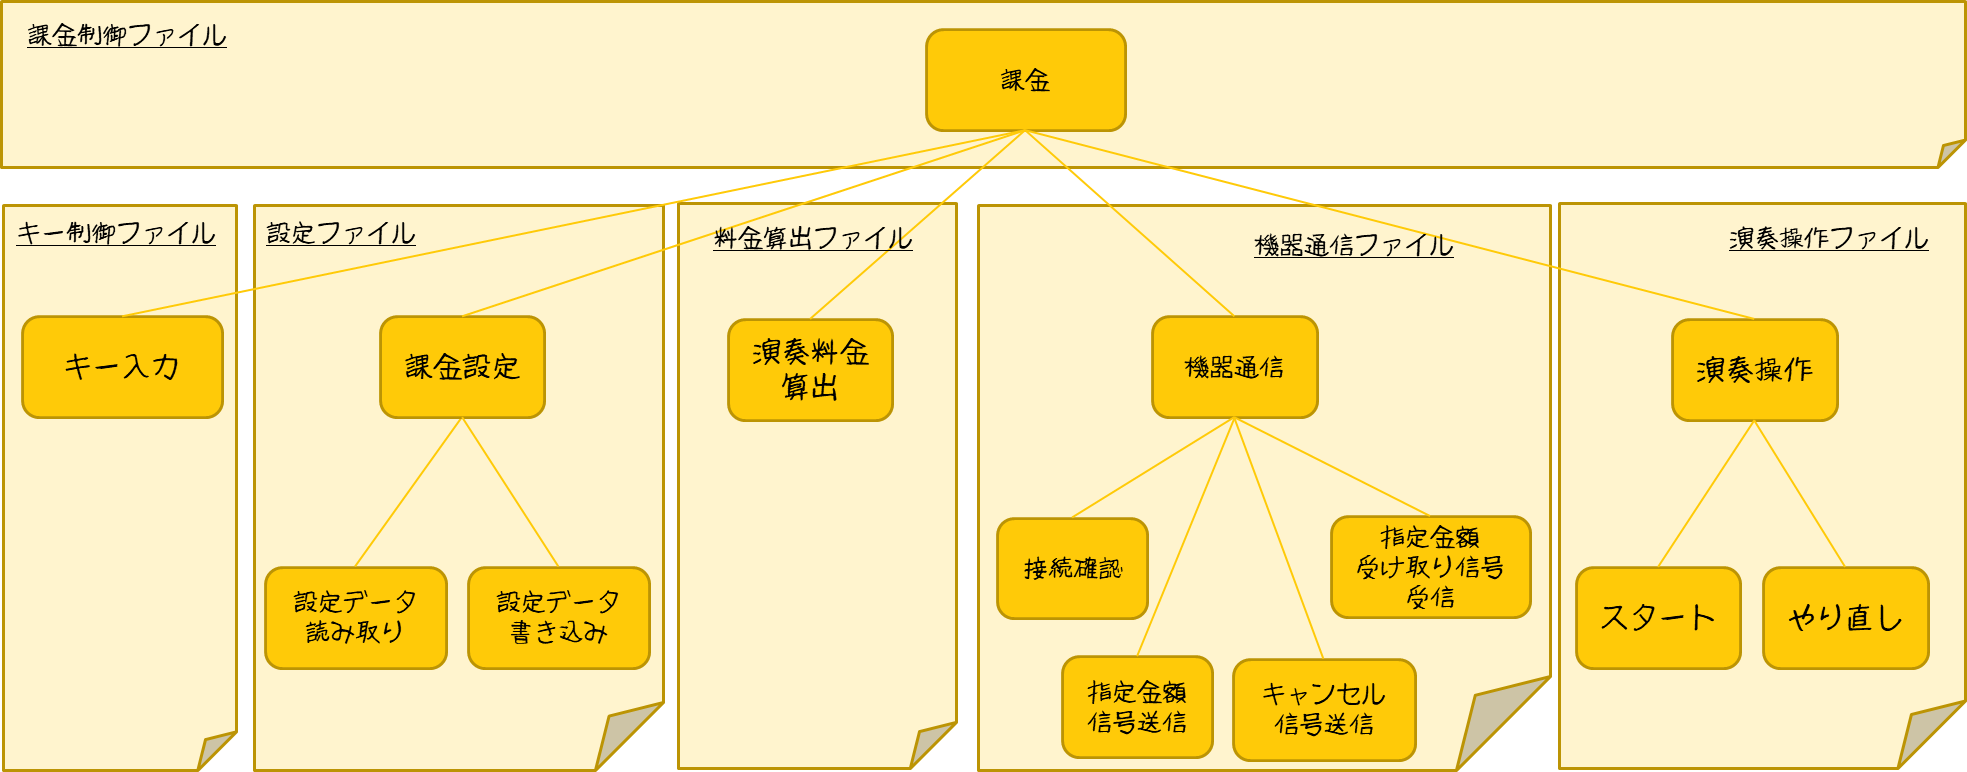 課金制御ファイル
課金
キー制御ファイル
設定ファイル
料金算出ファイル
機器通信ファイル
演奏操作ファイル
キー入力
課金設定
演奏料金
算出
機器通信
演奏操作
設定データ
読み取り
設定データ
書き込み
接続確認
指定金額
受け取り信号
受信
指定金額
信号送信
キャンセル
信号送信
スタート
やり直し